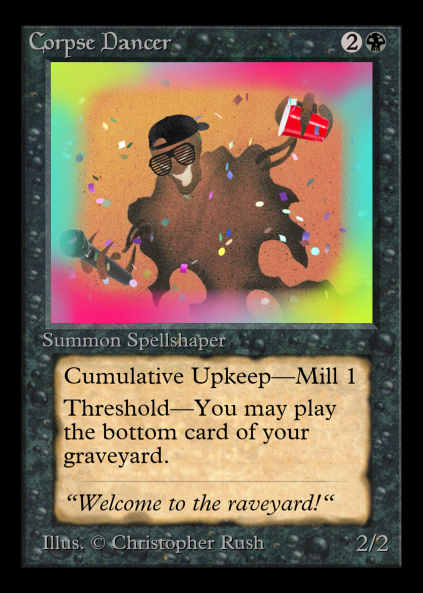 Corpse Dancer 2
Summon Spellshaper
Cumulative Upkeep—Mill 1
Threshold—You may play
the bottom card of your
graveyard.
“Welcome to the raveyard!“
Illus. © Christopher Rush 2/2